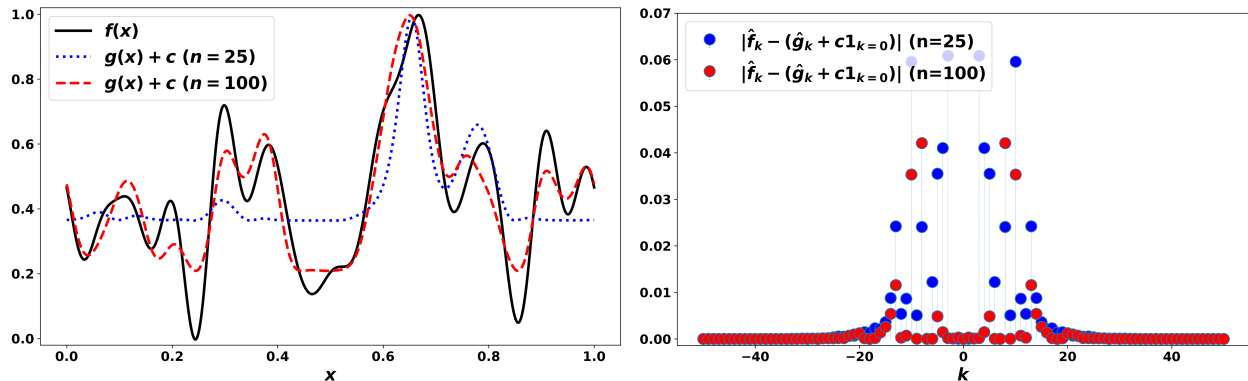 1.0
0.8
0.6
0.4
0.2
0.0
f(x)
g(x) + c (n = 25)
g(x) + c (n = 100)
0.0 0.2 0.4 0.6 0.8 1.0
x
0.07
0.06
0.05
0.04
0.03
0.02
0.01
0.00
|f̂ₖ − (ĝₖ + c1ₖ₌₀)| (n=25)
|f̂ₖ − (ĝₖ + c1ₖ₌₀)| (n=100)
−40 −20 0 20 40
k